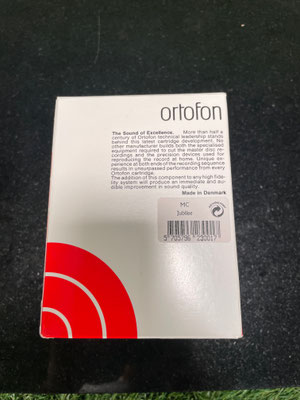 ortofon
The Sound of Excellence. More than half a
century of Ortofon technical leadership stands
behind this latest cartridge development. No
other manufacturer builds both the specialised
equipment required to cut the master disc re-
cordings and the precision devices used for
reproducing the record at home. Unique ex-
perience at both ends of the recording sequence
results in unsurpassed performance from every
Ortofon cartridge.
The addition of this component to any high fide-
lity system will produce an immediate and au-
dible improvement in sound quality.
Made in Denmark
MC
Jubilee